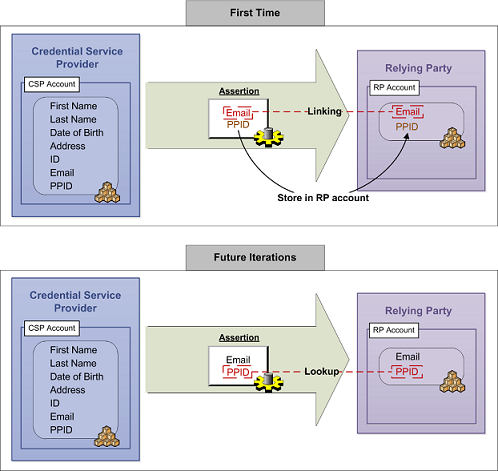 First Time
Credential Service
Provider
CSP Account
First Name
Last Name
Date of Birth
Address
ID
Email
PPID
Assertion
Email
PPID
Linking
Store in RP account
Relying Party
RP Account
Email
PPID
Future Iterations
Credential Service
Provider
CSP Account
First Name
Last Name
Date of Birth
Address
ID
Email
PPID
Assertion
Email
PPID
Lookup
Relying Party
RP Account
Email
PPID